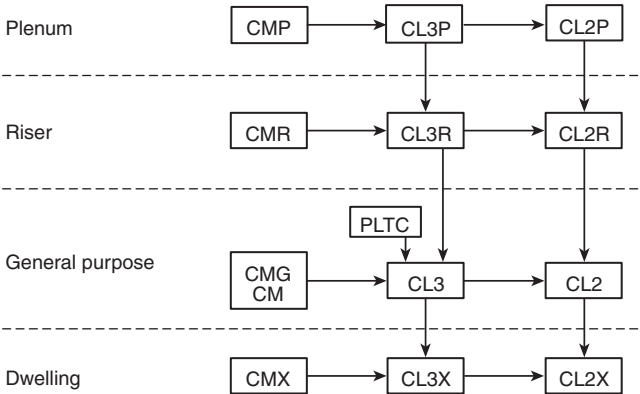 Plenum
CMP
CL3P
CL2P
Riser
CMR
CL3R
CL2R
PLTC
General purpose
CMG
CM
CL3
CL2
Dwelling
CMX
CL3X
CL2X